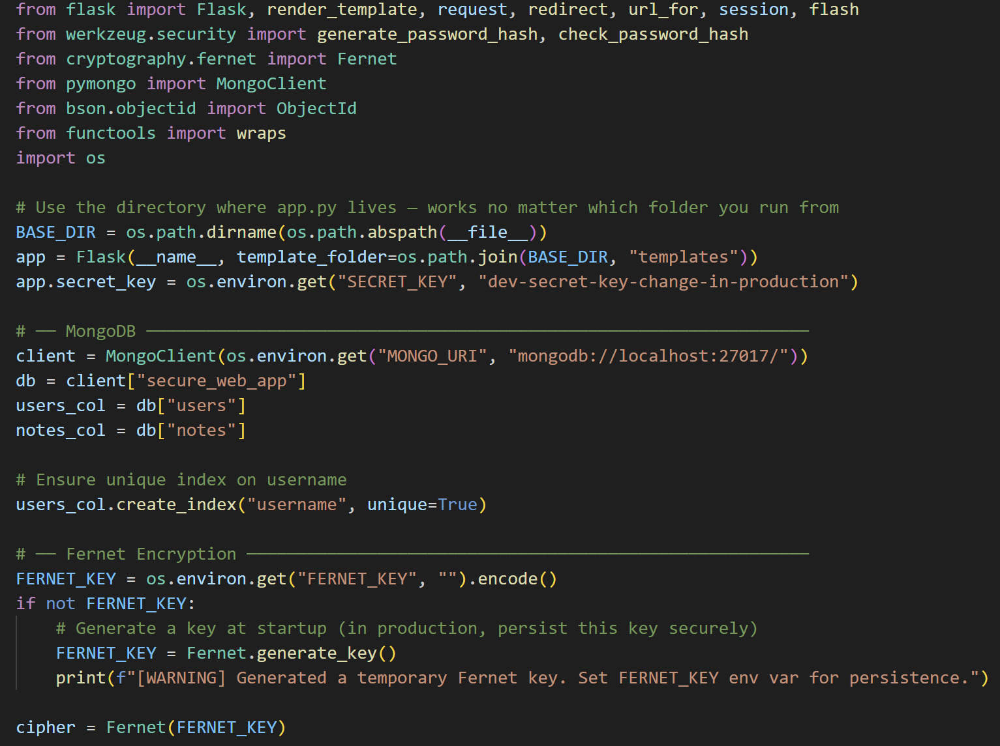 from flask import Flask, render_template, request, redirect, url_for, session, flash
from werkzeug.security import generate_password_hash, check_password_hash
from cryptography.fernet import Fernet
from pymongo import MongoClient
from bson.objectid import ObjectId
from functools import wraps
import os

# Use the directory where app.py lives — works no matter which folder you run from
BASE_DIR = os.path.dirname(os.path.abspath(__file__))
app = Flask(__name__, template_folder=os.path.join(BASE_DIR, "templates"))
app.secret_key = os.environ.get("SECRET_KEY", "dev-secret-key-change-in-production")

# ── MongoDB ──────────────────────────────────────────────────────────────────
client = MongoClient(os.environ.get("MONGO_URI", "mongodb://localhost:27017/"))
db = client["secure_web_app"]
users_col = db["users"]
notes_col = db["notes"]

# Ensure unique index on username
users_col.create_index("username", unique=True)

# ── Fernet Encryption ────────────────────────────────────────────────────────
FERNET_KEY = os.environ.get("FERNET_KEY", "").encode()
if not FERNET_KEY:
    # Generate a key at startup (in production, persist this key securely)
    FERNET_KEY = Fernet.generate_key()
    print(f"[WARNING] Generated a temporary Fernet key. Set FERNET_KEY env var for persistence.")

cipher = Fernet(FERNET_KEY)